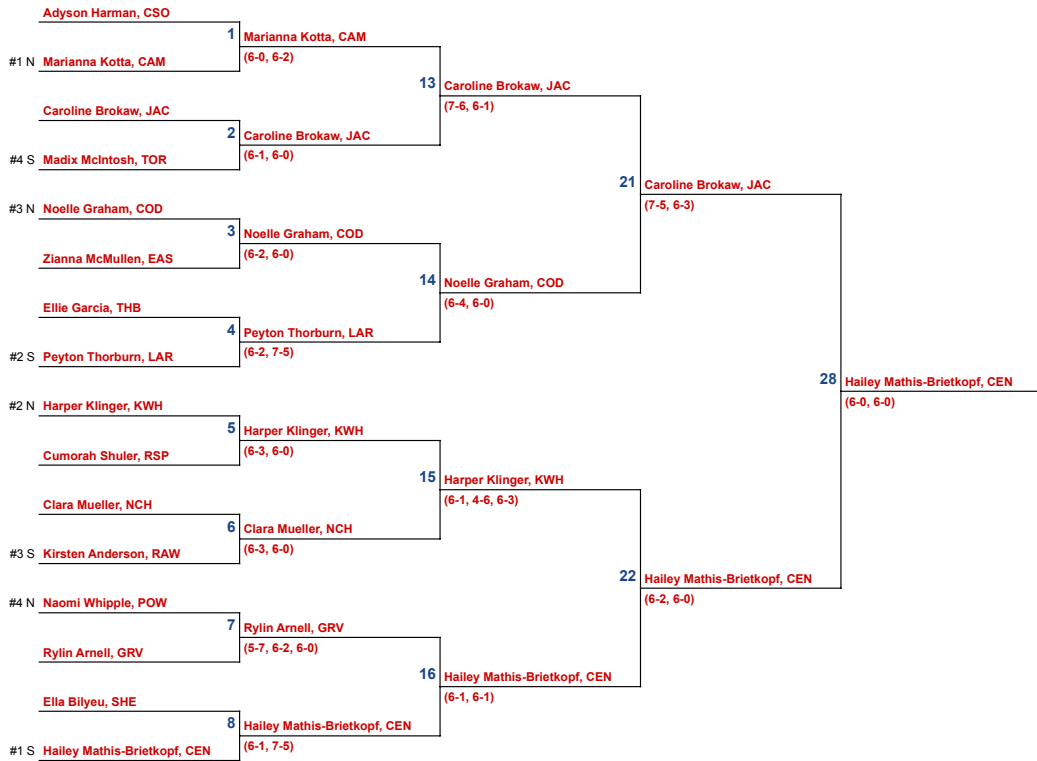 Adyson Harman, CSO
1 Marianna Kotta, CAM
#1 N Marianna Kotta, CAM
(6-0, 6-2)
13 Caroline Brokaw, JAC
(7-6, 6-1)
Caroline Brokaw, JAC
2 Caroline Brokaw, JAC
(6-1, 6-0)
#4 S Madix McIntosh, TOR
21 Caroline Brokaw, JAC
(7-5, 6-3)
#3 N Noelle Graham, COD
3 Noelle Graham, COD
(6-2, 6-0)
Zianna McMullen, EAS
14 Noelle Graham, COD
(6-4, 6-0)
Ellie Garcia, THB
4 Peyton Thorburn, LAR
(6-2, 7-5)
#2 S Peyton Thorburn, LAR
28 Hailey Mathis-Brietkopf, CEN
(6-0, 6-0)
#2 N Harper Klinger, KWH
5 Harper Klinger, KWH
(6-3, 6-0)
Cumorah Shuler, RSP
15 Harper Klinger, KWH
(6-1, 4-6, 6-3)
Clara Mueller, NCH
6 Clara Mueller, NCH
(6-3, 6-0)
#3 S Kirsten Anderson, RAW
22 Hailey Mathis-Brietkopf, CEN
(6-2, 6-0)
#4 N Naomi Whipple, POW
7 Rylin Arnell, GRV
(5-7, 6-2, 6-0)
Rylin Arnell, GRV
16 Hailey Mathis-Brietkopf, CEN
(6-1, 6-1)
Ella Bilyeu, SHE
8 Hailey Mathis-Brietkopf, CEN
(6-1, 7-5)
#1 S Hailey Mathis-Brietkopf, CEN